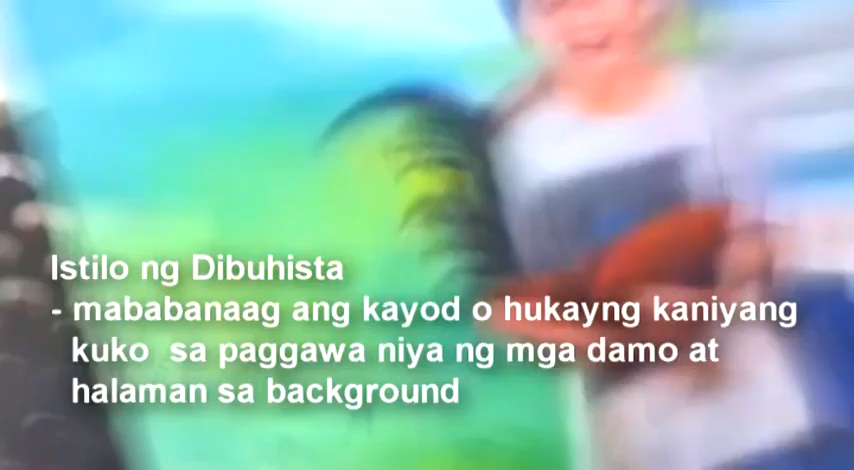 Istilo ng Dibuhista
- mababanaag ang kayod o hukayng kaniyang
kuko sa paggawa niya ng mga damo at
halaman sa background